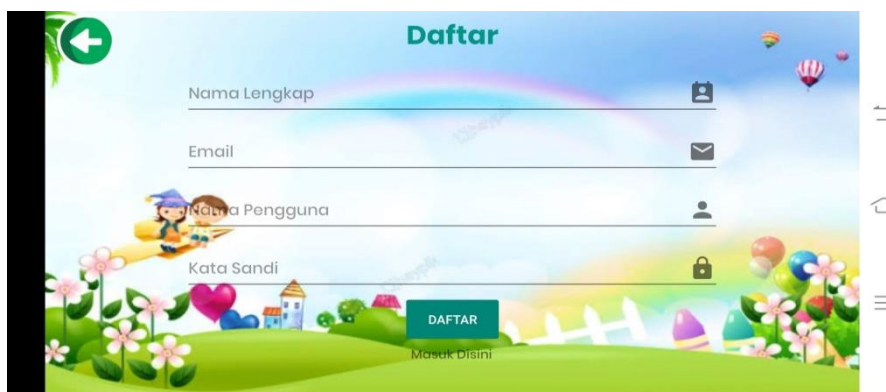 Daftar
Nama Lengkap
Email
Nama Pengguna
Kata Sandi
DAFTAR
Masuk Disini